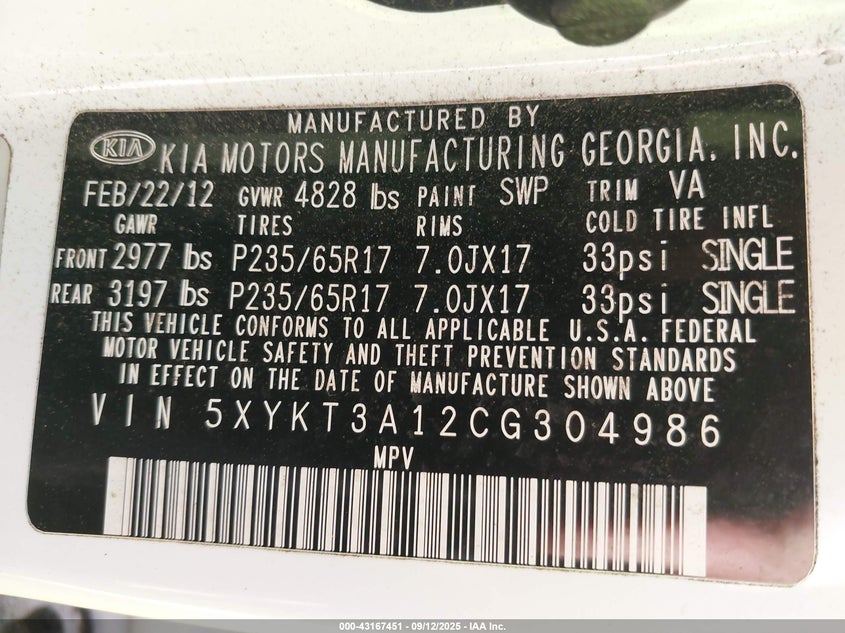 MANUFACTURED BY
KIA KIA MOTORS MANUFACTURING GEORGIA, INC.
FEB/22/12 GVWR 4828 lbs PAINT SWP TRIM VA
GAWR TIRES RIMS COLD TIRE INFL
FRONT 2977 lbs P235/65R17 7.0JX17 33psi SINGLE
REAR 3197 lbs P235/65R17 7.0JX17 33psi SINGLE
THIS VEHICLE CONFORMS TO ALL APPLICABLE U.S.A. FEDERAL
MOTOR VEHICLE SAFETY AND THEFT PREVENTION STANDARDS
IN EFFECT ON THE DATE OF MANUFACTURE SHOWN ABOVE
VIN 5XYKT3A12CG304986
MPV
000-43167451 - 09/12/2025 - IAA Inc.